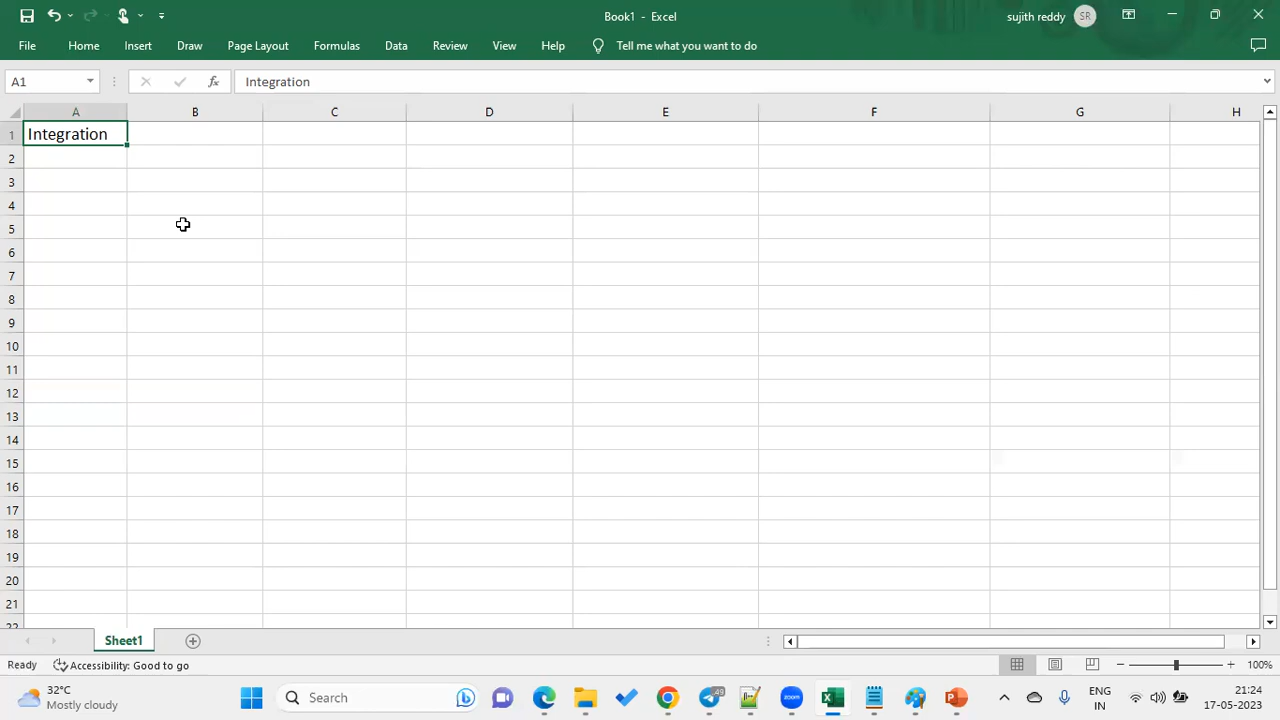 Book1 - Excel
sujith reddy
SR
File Home Insert Draw Page Layout Formulas Data Review View Help Tell me what you want to do
A1
fx
Integration
A B C D E F G H
1 Integration
2
3
4
5
6
7
8
9
10
11
12
13
14
15
16
17
18
19
20
21
22
Sheet1
Ready Accessibility: Good to go 100%
32°C
Mostly cloudy
Search
49
ENG
IN
21:24
17-05-2023